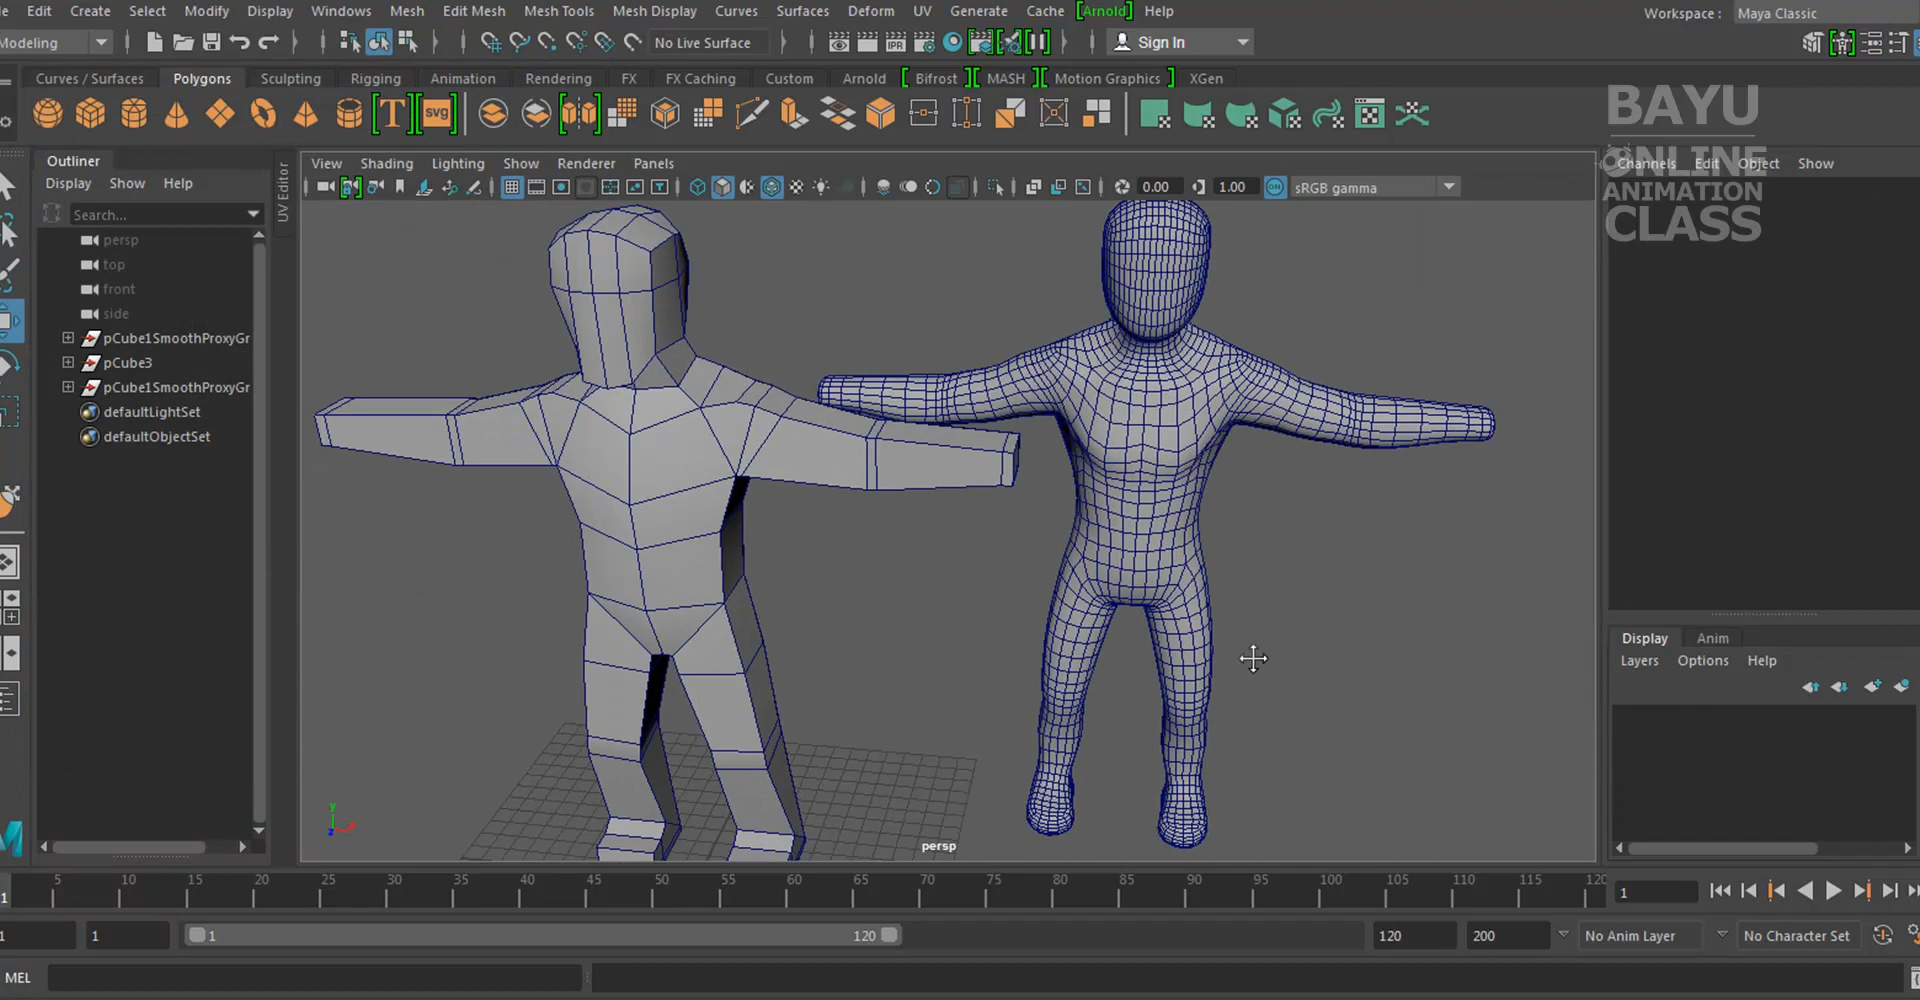 Edit Create Select Modify Display Windows Mesh Edit Mesh Mesh Tools Mesh Display Curves Surfaces Deform UV Generate Cache [Arnold] Help
Workspace : Maya Classic
Modeling No Live Surface IPR Sign In
Curves / Surfaces Polygons Sculpting Rigging Animation Rendering FX FX Caching Custom Arnold [ Bifrost ] [ MASH ] [ Motion Graphics ] XGen
T svg
BAYU
ONLINE
ANIMATION
CLASS
Outliner
Display Show Help
Search...
persp
top
front
side
pCube1SmoothProxyGr
pCube3
pCube1SmoothProxyGr
defaultLightSet
defaultObjectSet
UV Editor
View Shading Lighting Show Renderer Panels
0.00 1.00 ON sRGB gamma
y
z
persp
Channels Edit Object Show
Display Anim
Layers Options Help
5 10 15 20 25 30 35 40 45 50 55 60 65 70 75 80 85 90 95 100 105 110 115 120
1 1
1 1 1 120 120 200 No Anim Layer No Character Set
MEL